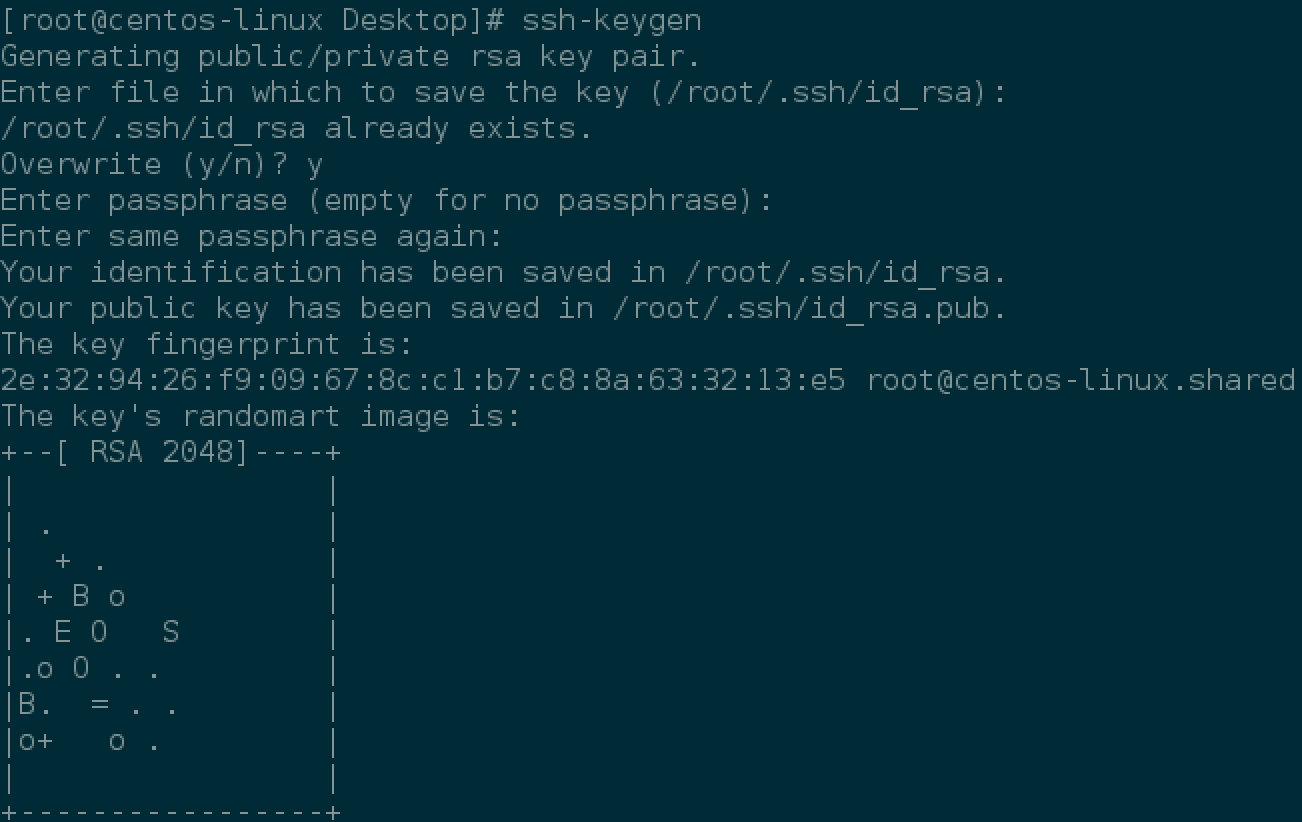 [root@centos-linux Desktop]# ssh-keygen
Generating public/private rsa key pair.
Enter file in which to save the key (/root/.ssh/id_rsa):
/root/.ssh/id_rsa already exists.
Overwrite (y/n)? y
Enter passphrase (empty for no passphrase):
Enter same passphrase again:
Your identification has been saved in /root/.ssh/id_rsa.
Your public key has been saved in /root/.ssh/id_rsa.pub.
The key fingerprint is:
2e:32:94:26:f9:09:67:8c:c1:b7:c8:8a:63:32:13:e5 root@centos-linux.shared
The key's randomart image is:
+--[ RSA 2048]----+
|                 |
| .               |
|  + .            |
| + B o           |
|. E O   S        |
|.o O . .         |
|B.  = . .        |
|o+   o .         |
|                 |
+-----------------+